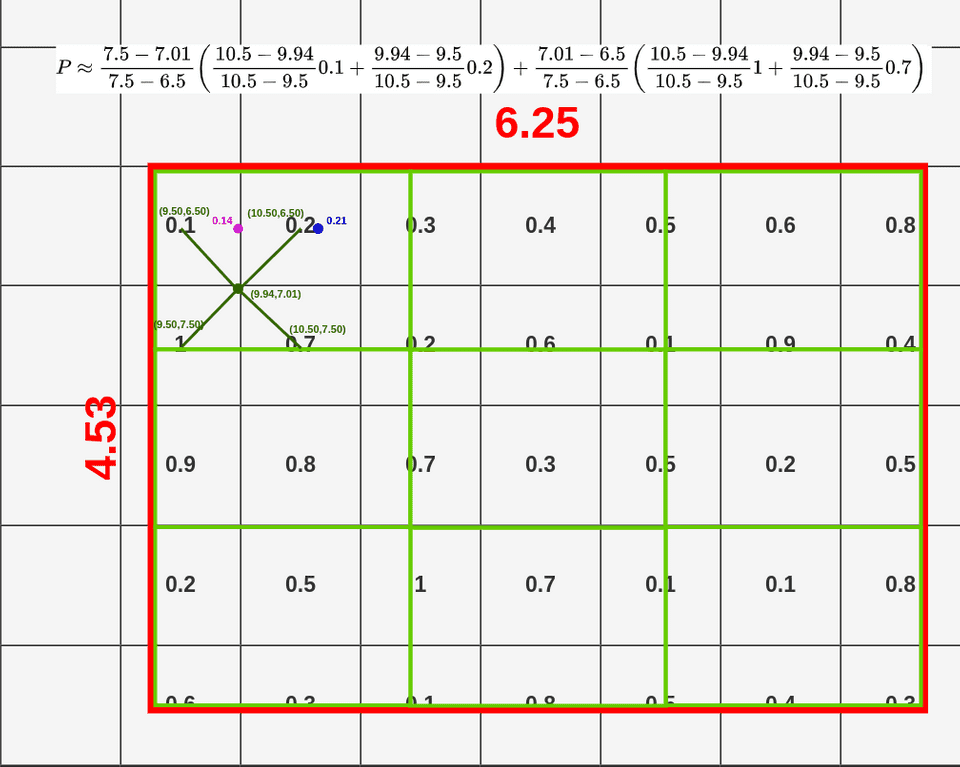 P ≈ \frac{7.5 − 7.01}{7.5 − 6.5} ( \frac{10.5 − 9.94}{10.5 − 9.5} 0.1 + \frac{9.94 − 9.5}{10.5 − 9.5} 0.2 ) + \frac{7.01 − 6.5}{7.5 − 6.5} ( \frac{10.5 − 9.94}{10.5 − 9.5} 1 + \frac{9.94 − 9.5}{10.5 − 9.5} 0.7 )
6.25
(9.50,6.50) (10.50,6.50)
0.14 0.21
0.1 0.2 0.3 0.4 0.5 0.6 0.8
(9.94,7.01)
(9.50,7.50) (10.50,7.50)
1 0.7 0.2 0.6 0.1 0.9 0.4
4.53
0.9 0.8 0.7 0.3 0.5 0.2 0.5
0.2 0.5 1 0.7 0.1 0.1 0.8
0.6 0.3 0.1 0.8 0.5 0.4 0.3